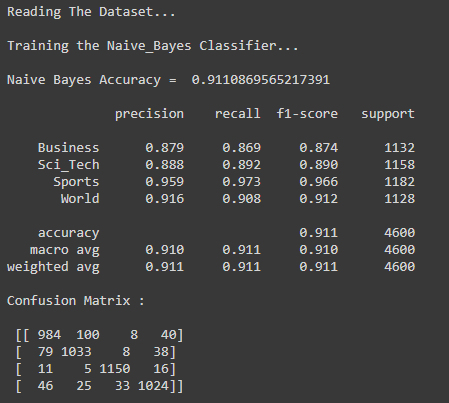 Reading The Dataset...
Training the Naive_Bayes Classifier...
Naive Bayes Accuracy =  0.9110869565217391
              precision    recall  f1-score   support
    Business      0.879     0.869     0.874      1132
    Sci_Tech      0.888     0.892     0.890      1158
      Sports      0.959     0.973     0.966      1182
       World      0.916     0.908     0.912      1128
    accuracy                          0.911      4600
   macro avg      0.910     0.911     0.910      4600
weighted avg      0.911     0.911     0.911      4600
Confusion Matrix :
 [[ 984  100    8   40]
 [  79 1033    8   38]
 [  11    5 1150   16]
 [  46   25   33 1024]]